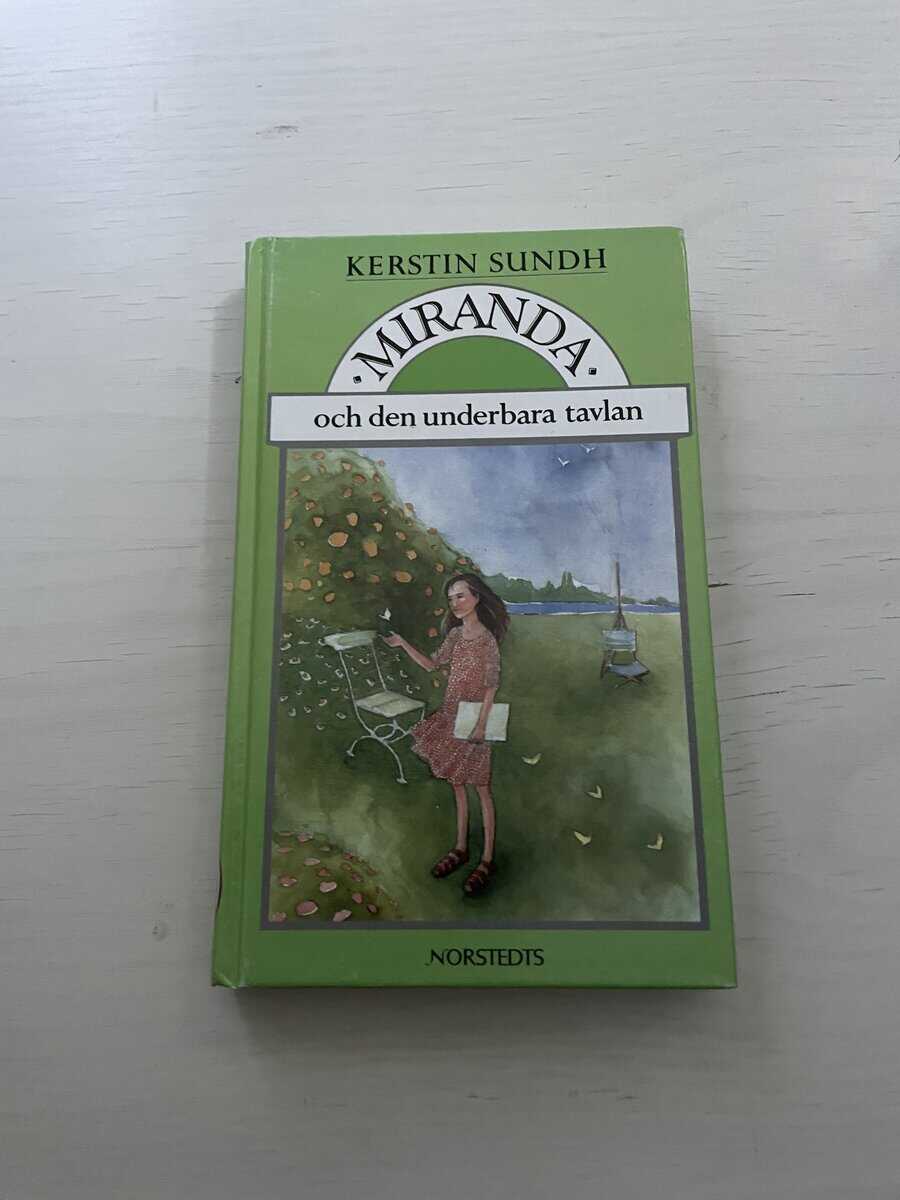 KERSTIN SUNDH
·MIRANDA·
och den underbara tavlan
NORSTEDTS